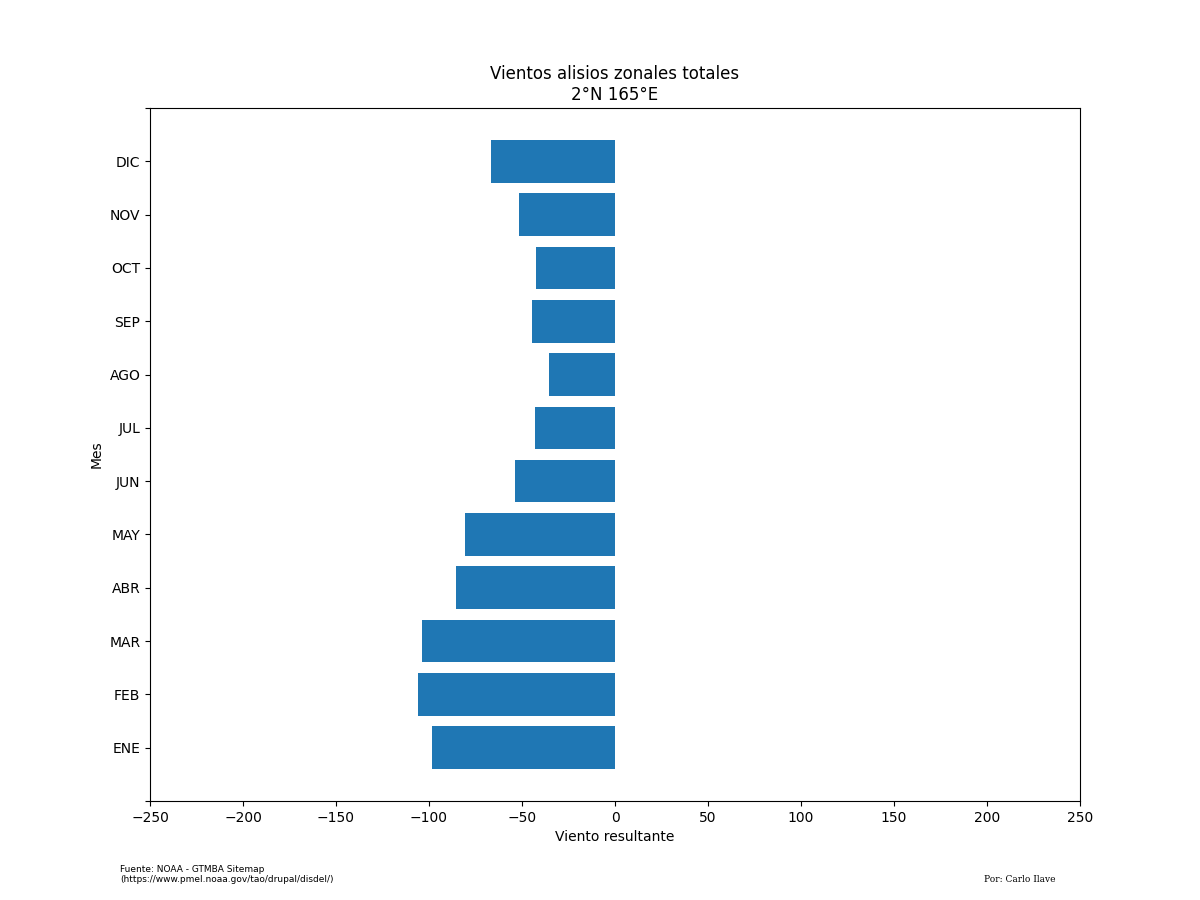 Vientos alisios zonales totales
2°N 165°E
DIC
NOV
OCT
SEP
AGO
JUL
JUN
MAY
ABR
MAR
FEB
ENE
Mes
−250 −200 −150 −100 −50 0 50 100 150 200 250
Viento resultante
Fuente: NOAA - GTMBA Sitemap
(https://www.pmel.noaa.gov/tao/drupal/disdel/)
Por: Carlo Ilave